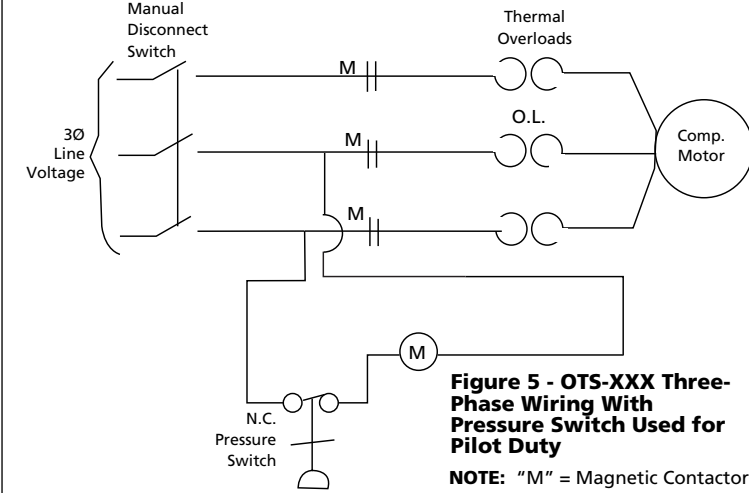 Manual
Disconnect
Switch
Thermal
Overloads
M
O.L.
3Ø
Line
Voltage
M
Comp.
Motor
M
M
N.C.
Pressure
Switch
Figure 5 - OTS-XXX Three-
Phase Wiring With
Pressure Switch Used for
Pilot Duty
NOTE: “M” = Magnetic Contactor